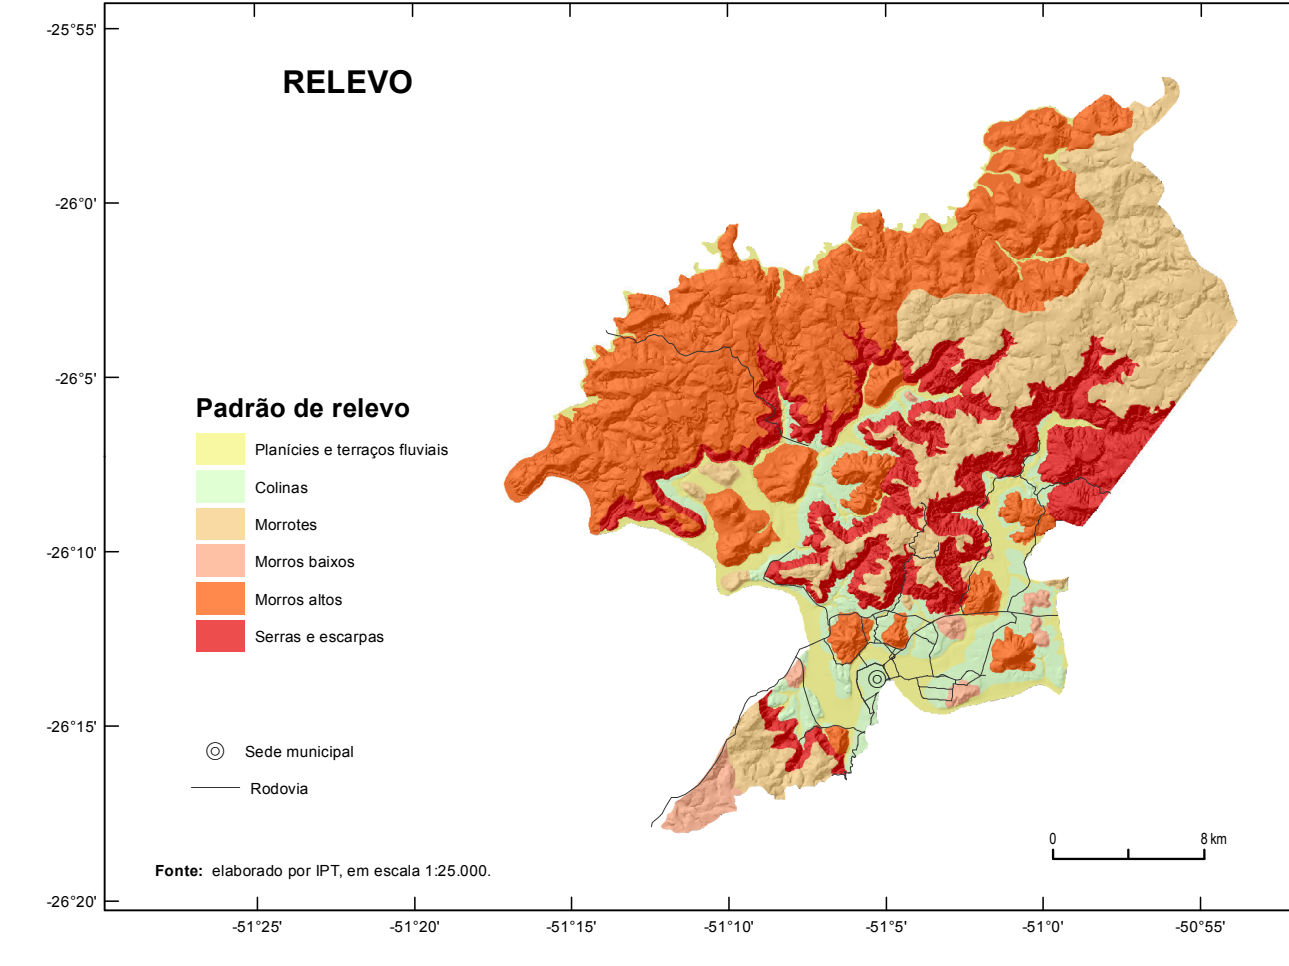 RELEVO
-25°55'
-26°0'
-26°5'
-26°10'
-26°15'
-26°20'
Padrão de relevo
Planícies e terraços fluviais
Colinas
Morrotes
Morros baixos
Morros altos
Serras e escarpas
Sede municipal
Rodovia
0 8 km
Fonte: elaborado por IPT, em escala 1:25.000.
-51°25' -51°20' -51°15' -51°10' -51°5' -51°0' -50°55'